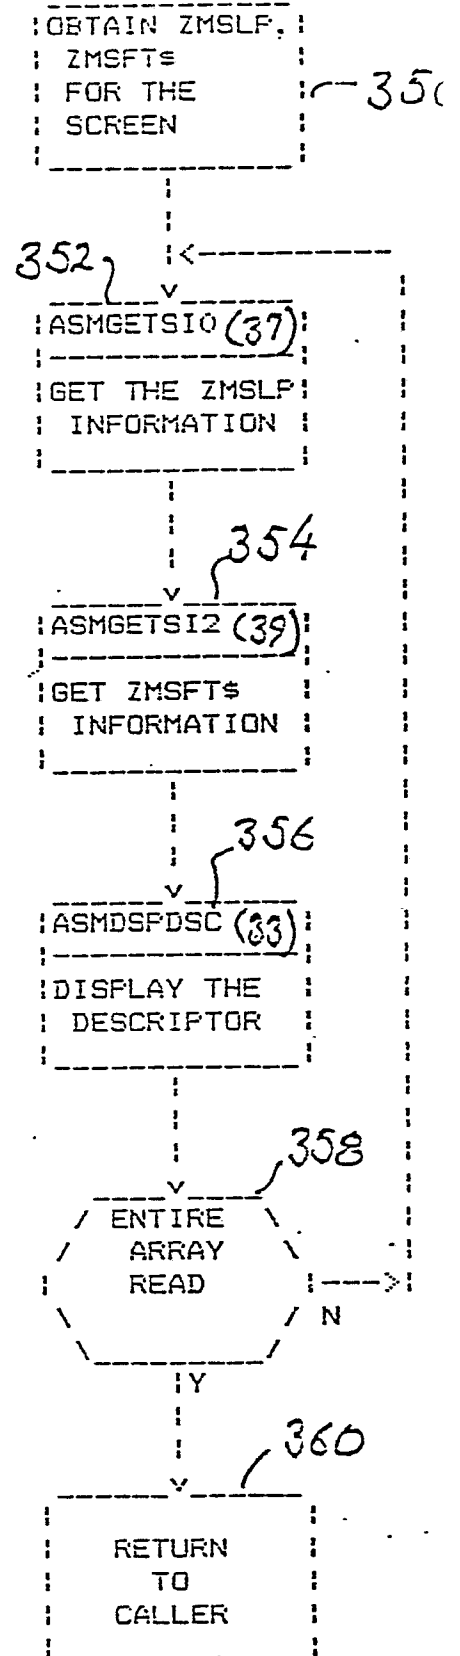 OBTAIN ZMSLP,
ZMSFT$
FOR THE
SCREEN
352
ASMGETSI0 (37)
GET THE ZMSLP
INFORMATION
354
ASMGETSI2 (39)
GET ZMSFT$
INFORMATION
356
ASMDSPDSC (33)
DISPLAY THE
DESCRIPTOR
358
ENTIRE
ARRAY
READ
N
Y
360
RETURN
TO
CALLER